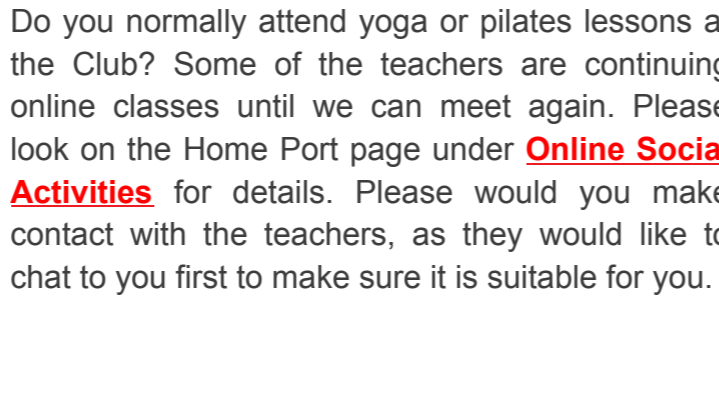 Do you normally attend yoga or pilates lessons a
the Club? Some of the teachers are continuing
online classes until we can meet again. Please
look on the Home Port page under Online Socia
Activities for details. Please would you make
contact with the teachers, as they would like to
chat to you first to make sure it is suitable for you.